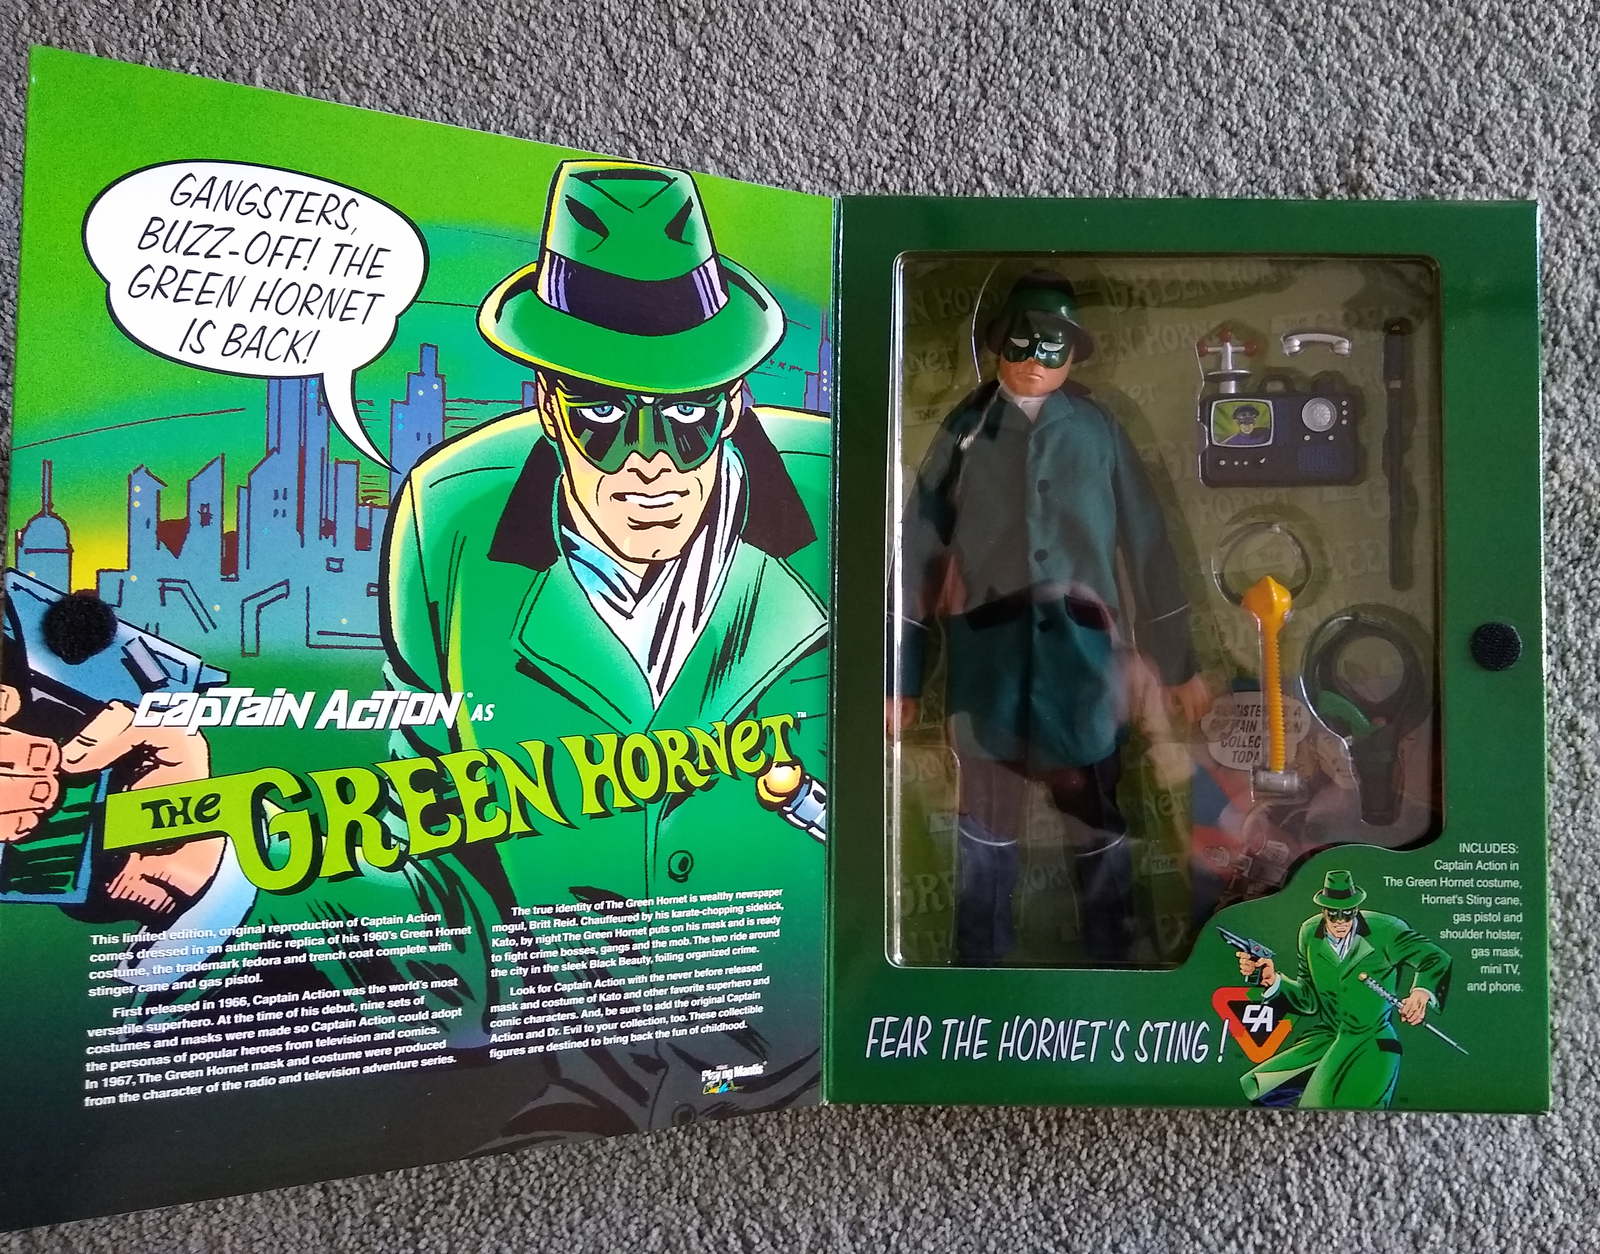 GANGSTERS,
BUZZ-OFF! THE
GREEN HORNET
IS BACK!
CAPTAIN ACTION® AS
THE GREEN HORNET™
This limited edition, original reproduction of Captain Action
comes dressed in an authentic replica of his 1960's Green Hornet
costume, the trademark fedora and trench coat complete with
stinger cane and gas pistol.
First released in 1966, Captain Action was the world's most
versatile superhero. At the time of his debut, nine sets of
costumes and masks were made so Captain Action could adopt
the personas of popular heroes from television and comics.
In 1967, The Green Hornet mask and costume were produced
from the character of the radio and television adventure series.
The true identity of The Green Hornet is wealthy newspaper
mogul, Britt Reid. Chauffeured by his karate-chopping sidekick,
Kato, by night The Green Hornet puts on his mask and is ready
to fight crime bosses, gangs and the mob. The two ride around
the city in the sleek Black Beauty, foiling organized crime.
Look for Captain Action with the never before released
mask and costume of Kato and other favorite superhero and
comic characters. And, be sure to add the original Captain
Action and Dr. Evil to your collection, too. These collectible
figures are destined to bring back the fun of childhood.
Playing Mantis®
COLLEC
TODAY
INCLUDES:
Captain Action in
The Green Hornet costume,
Hornet's Sting cane,
gas pistol and
shoulder holster,
gas mask,
mini TV,
and phone.
FEAR THE HORNET'S STING!
CA